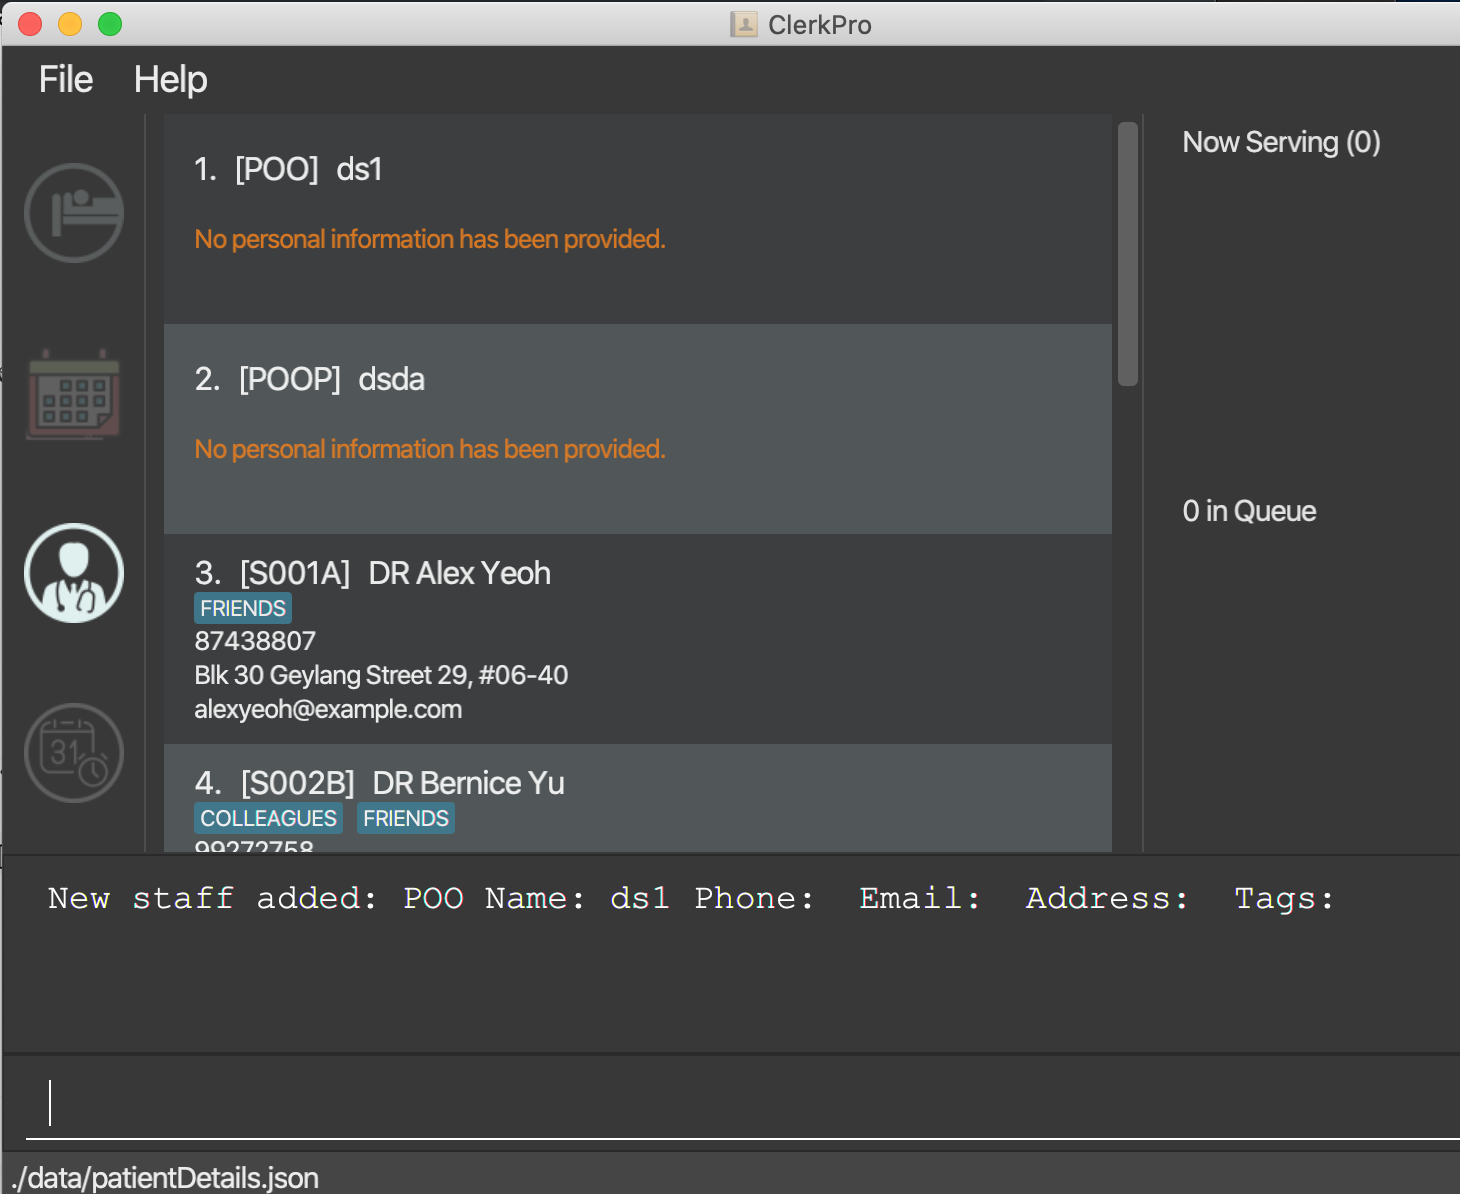 ClerkPro
File Help
1. [POO] ds1
No personal information has been provided.
2. [POOP] dsda
No personal information has been provided.
3. [S001A] DR Alex Yeoh
FRIENDS
87438807
Blk 30 Geylang Street 29, #06-40
alexyeoh@example.com
4. [S002B] DR Bernice Yu
COLLEAGUES FRIENDS
99272758
Now Serving (0)
0 in Queue
31
New staff added: POO Name: ds1 Phone:  Email:  Address:  Tags:
./data/patientDetails.json